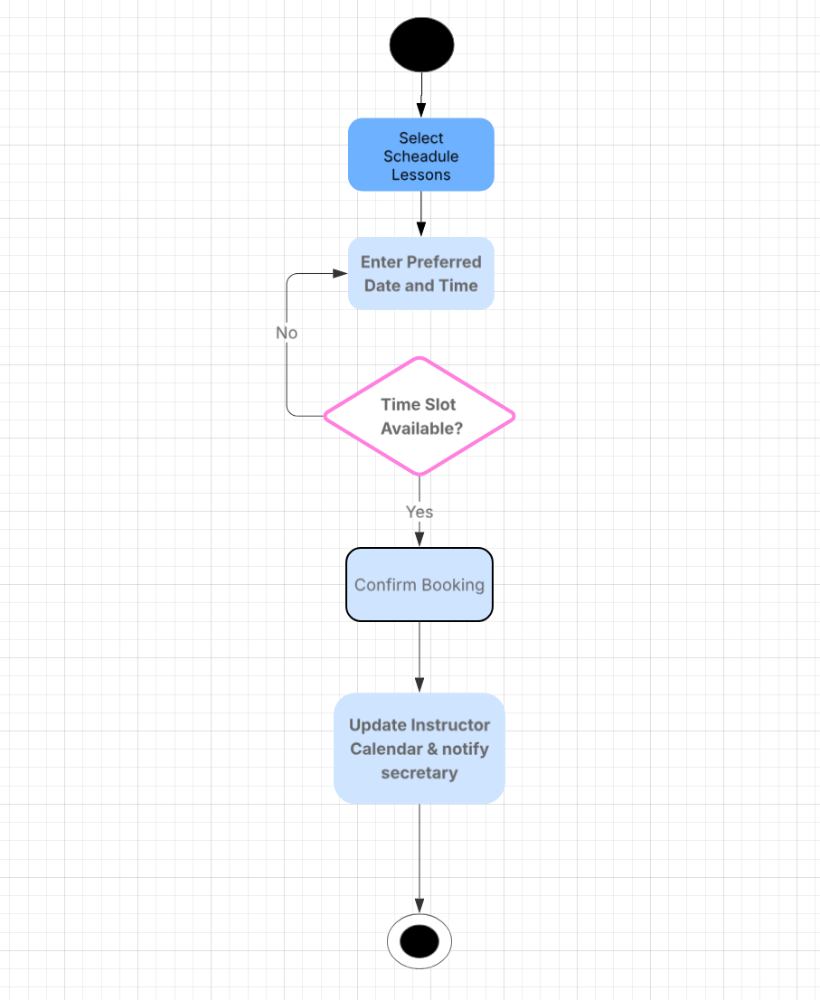 Select
Scheadule
Lessons
Enter Preferred
Date and Time
No
Time Slot
Available?
Yes
Confirm Booking
Update Instructor
Calendar & notify
secretary